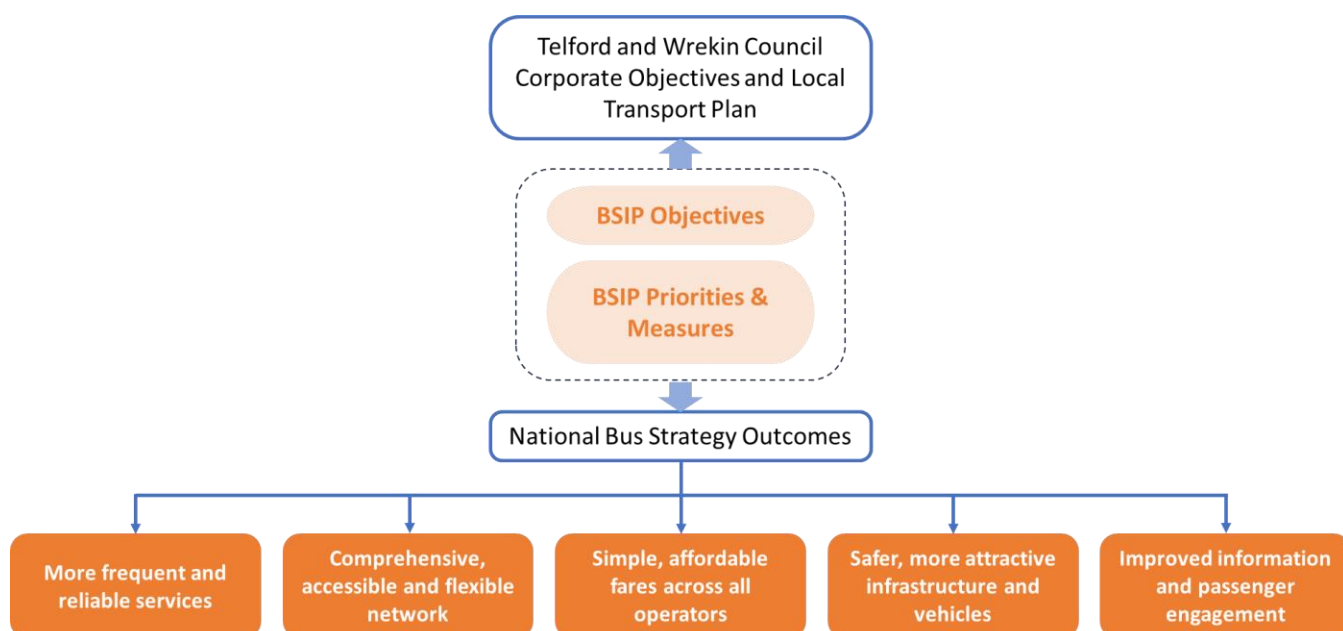 Telford and Wrekin Council
Corporate Objectives and Local
Transport Plan
BSIP Objectives
BSIP Priorities &
Measures
National Bus Strategy Outcomes
More frequent and
reliable services
Comprehensive,
accessible and flexible
network
Simple, affordable
fares across all
operators
Safer, more attractive
infrastructure and
vehicles
Improved information
and passenger
engagement